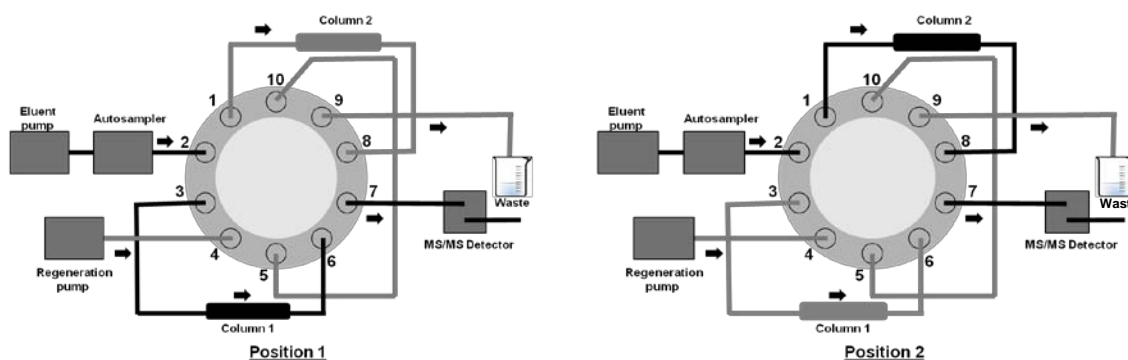 Column 2
10
1
9
Eluent
pump
Autosampler
2
8
3
7
Waste
MS/MS Detector
4
6
5
Regeneration
pump
Column 1
Position 1
Column 2
10
1
9
Eluent
pump
Autosampler
2
8
3
7
Waste
MS/MS Detector
4
6
5
Regeneration
pump
Column 1
Position 2